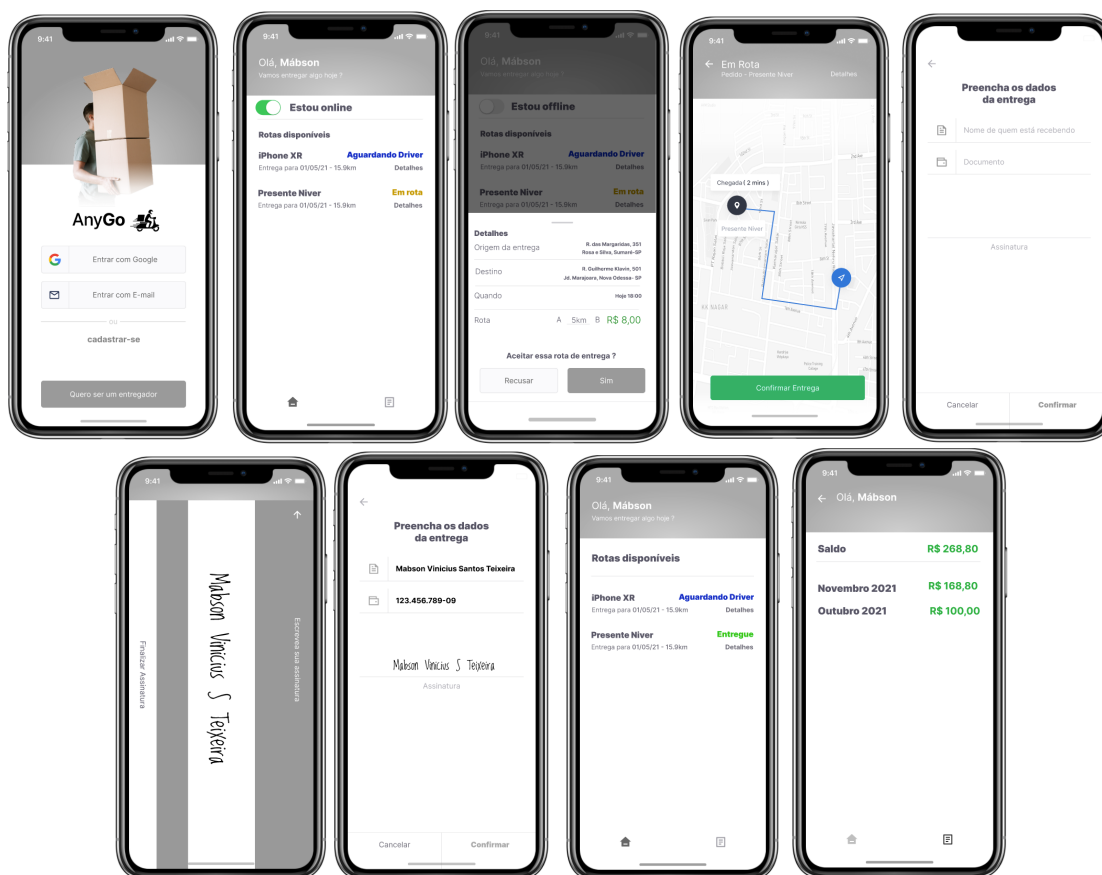 9:41
AnyGo
Entrar com Google
Entrar com E-mail
ou
cadastrar-se
Quero ser um entregador
9:41
Olá, Mábson
Vamos entregar algo hoje ?
Estou online
Rotas disponíveis
iPhone XR Aguardando Driver
Entrega para 01/05/21 - 15.9km Detalhes
Presente Niver Em rota
Entrega para 01/05/21 - 15.9km Detalhes
9:41
Olá, Mábson
Vamos entregar algo hoje ?
Estou offline
Rotas disponíveis
iPhone XR Aguardando Driver
Entrega para 01/05/21 - 15.9km Detalhes
Presente Niver Em rota
Entrega para 01/05/21 - 15.9km Detalhes
Detalhes
Origem da entrega R. das Margaridas, 351
Rosa e Silva, Sumaré-SP
Destino R. Guilherme Klavin, 501
Jd. Marajoara, Nova Odessa- SP
Quando Hoje 18:00
Rota A 5km B R$ 8,00
Aceitar essa rota de entrega ?
Recusar Sim
9:41
Em Rota
Pedido - Presente Niver Detalhes
Chegada ( 2 mins )
Presente Niver
KK NAGAR
Confirmar Entrega
Preencha os dados
da entrega
Nome de quem está recebendo
Documento
Assinatura
Cancelar Confirmar
9:41
Escrevea sua assinatura
Mabson Vinicius S Teixeira
Finalizar Assinatura
Preencha os dados
da entrega
Mabson Vinicius Santos Teixeira
123.456.789-09
Mabson Vinicius S Teixeira
Assinatura
Cancelar Confirmar
9:41
Olá, Mábson
Vamos entregar algo hoje ?
Rotas disponíveis
iPhone XR Aguardando Driver
Entrega para 01/05/21 - 15.9km Detalhes
Presente Niver Entregue
Entrega para 01/05/21 - 15.9km Detalhes
9:41
Olá, Mábson
Saldo R$ 268,80
Novembro 2021 R$ 168,80
Outubro 2021 R$ 100,00